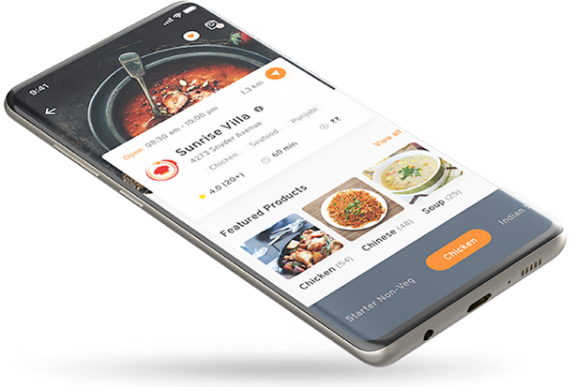 9:41
1.3 km
Open 08:30 am - 10:00 pm
Sunrise Villa
4273 Snyder Avenue
Chicken Seafood Punjabi
60 min ₹₹
4.0 (20+)
Featured Products View all
Chicken (54) Chinese (48) Soup (25)
Starter Non-Veg Chicken Indian